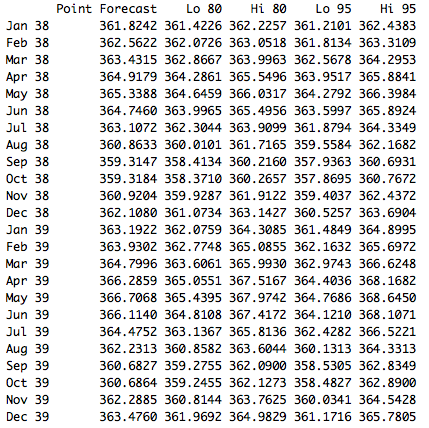 Point Forecast Lo 80 Hi 80 Lo 95 Hi 95
Jan 38 361.8242 361.4226 362.2257 361.2101 362.4383
Feb 38 362.5622 362.0726 363.0518 361.8134 363.3109
Mar 38 363.4315 362.8667 363.9963 362.5678 364.2953
Apr 38 364.9179 364.2861 365.5496 363.9517 365.8841
May 38 365.3388 364.6459 366.0317 364.2792 366.3984
Jun 38 364.7460 363.9965 365.4956 363.5997 365.8924
Jul 38 363.1072 362.3044 363.9099 361.8794 364.3349
Aug 38 360.8633 360.0101 361.7165 359.5584 362.1682
Sep 38 359.3147 358.4134 360.2160 357.9363 360.6931
Oct 38 359.3184 358.3710 360.2657 357.8695 360.7672
Nov 38 360.9204 359.9287 361.9122 359.4037 362.4372
Dec 38 362.1080 361.0734 363.1427 360.5257 363.6904
Jan 39 363.1922 362.0759 364.3085 361.4849 364.8995
Feb 39 363.9302 362.7748 365.0855 362.1632 365.6972
Mar 39 364.7996 363.6061 365.9930 362.9743 366.6248
Apr 39 366.2859 365.0551 367.5167 364.4036 368.1682
May 39 366.7068 365.4395 367.9742 364.7686 368.6450
Jun 39 366.1140 364.8108 367.4172 364.1210 368.1071
Jul 39 364.4752 363.1367 365.8136 362.4282 366.5221
Aug 39 362.2313 360.8582 363.6044 360.1313 364.3313
Sep 39 360.6827 359.2755 362.0900 358.5305 362.8349
Oct 39 360.6864 359.2455 362.1273 358.4827 362.8900
Nov 39 362.2885 360.8144 363.7625 360.0341 364.5428
Dec 39 363.4760 361.9692 364.9829 361.1716 365.7805